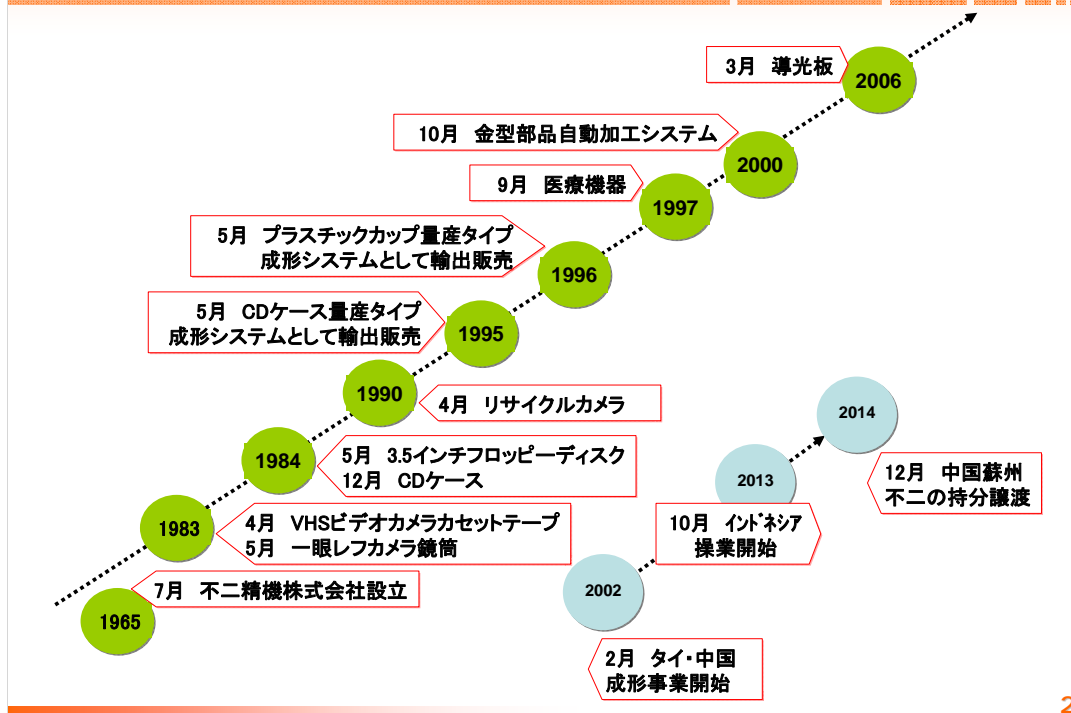 3月 導光板
2006
10月 金型部品自動加工システム
2000
9月 医療機器
1997
5月 プラスチックカップ量産タイプ
成形システムとして輸出販売
1996
5月 CDケース量産タイプ
成形システムとして輸出販売
1995
1990
4月 リサイクルカメラ
1984
5月 3.5インチフロッピーディスク
12月 CDケース
1983
4月 VHSビデオカメラカセットテープ
5月 一眼レフカメラ鏡筒
7月 不二精機株式会社設立
1965
2014
12月 中国蘇州
不二の持分譲渡
2013
10月 インドネシア
操業開始
2002
2月 タイ・中国
成形事業開始
2